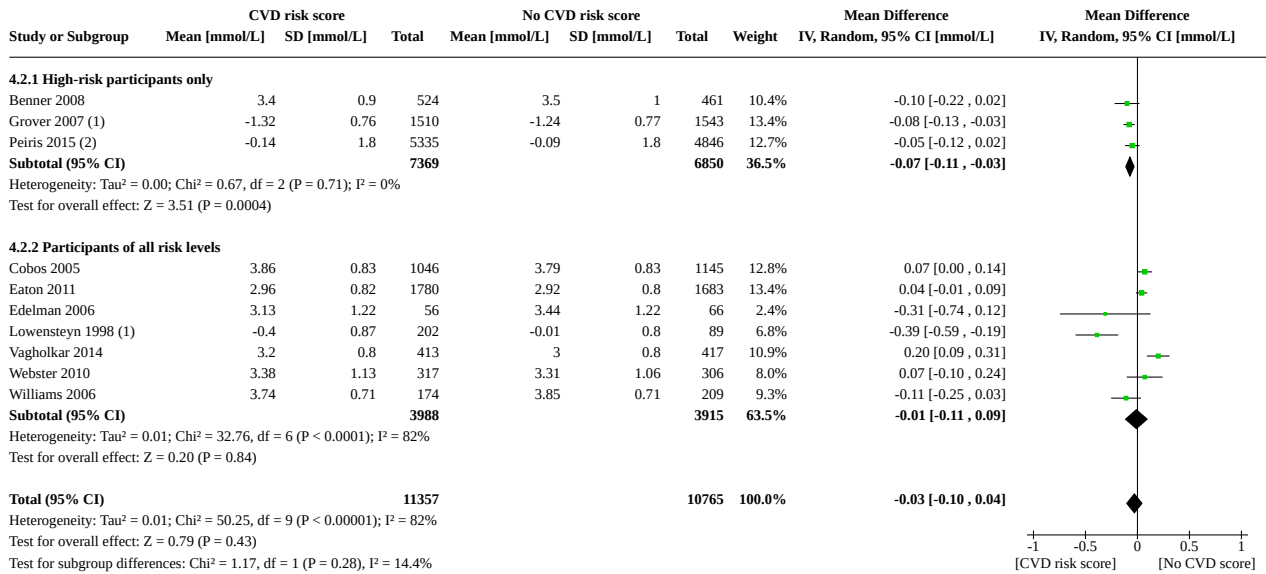 CVD risk score No CVD risk score Mean Difference Mean Difference
Study or Subgroup Mean [mmol/L] SD [mmol/L] Total Mean [mmol/L] SD [mmol/L] Total Weight IV, Random, 95% CI [mmol/L] IV, Random, 95% CI [mmol/L]
4.2.1 High-risk participants only
Benner 2008 3.4 0.9 524 3.5 1 461 10.4% -0.10 [-0.22 , 0.02]
Grover 2007 (1) -1.32 0.76 1510 -1.24 0.77 1543 13.4% -0.08 [-0.13 , -0.03]
Peiris 2015 (2) -0.14 1.8 5335 -0.09 1.8 4846 12.7% -0.05 [-0.12 , 0.02]
Subtotal (95% CI) 7369 6850 36.5% -0.07 [-0.11 , -0.03]
Heterogeneity: Tau² = 0.00; Chi² = 0.67, df = 2 (P = 0.71); I² = 0%
Test for overall effect: Z = 3.51 (P = 0.0004)
4.2.2 Participants of all risk levels
Cobos 2005 3.86 0.83 1046 3.79 0.83 1145 12.8% 0.07 [0.00 , 0.14]
Eaton 2011 2.96 0.82 1780 2.92 0.8 1683 13.4% 0.04 [-0.01 , 0.09]
Edelman 2006 3.13 1.22 56 3.44 1.22 66 2.4% -0.31 [-0.74 , 0.12]
Lowensteyn 1998 (1) -0.4 0.87 202 -0.01 0.8 89 6.8% -0.39 [-0.59 , -0.19]
Vagholkar 2014 3.2 0.8 413 3 0.8 417 10.9% 0.20 [0.09 , 0.31]
Webster 2010 3.38 1.13 317 3.31 1.06 306 8.0% 0.07 [-0.10 , 0.24]
Williams 2006 3.74 0.71 174 3.85 0.71 209 9.3% -0.11 [-0.25 , 0.03]
Subtotal (95% CI) 3988 3915 63.5% -0.01 [-0.11 , 0.09]
Heterogeneity: Tau² = 0.01; Chi² = 32.76, df = 6 (P < 0.0001); I² = 82%
Test for overall effect: Z = 0.20 (P = 0.84)
Total (95% CI) 11357 10765 100.0% -0.03 [-0.10 , 0.04]
Heterogeneity: Tau² = 0.01; Chi² = 50.25, df = 9 (P < 0.00001); I² = 82%
Test for overall effect: Z = 0.79 (P = 0.43)
-1 -0.5 0 0.5 1
Test for subgroup differences: Chi² = 1.17, df = 1 (P = 0.28), I² = 14.4%
[CVD risk score] [No CVD score]